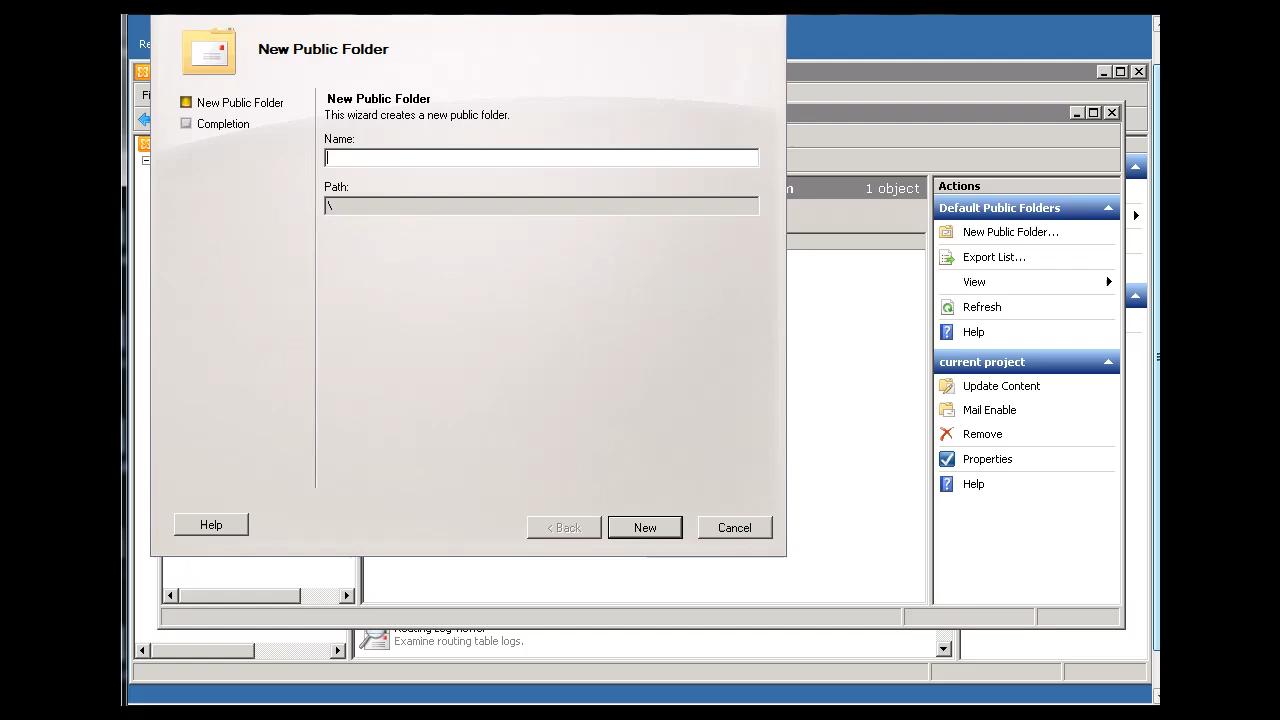 New Public Folder
New Public Folder
Completion
New Public Folder
This wizard creates a new public folder.
Name:
Path:
\
Help
< Back
New
Cancel
1 object
Actions
Default Public Folders
New Public Folder...
Export List...
View
Refresh
Help
current project
Update Content
Mail Enable
Remove
Properties
Help
Examine routing table logs.